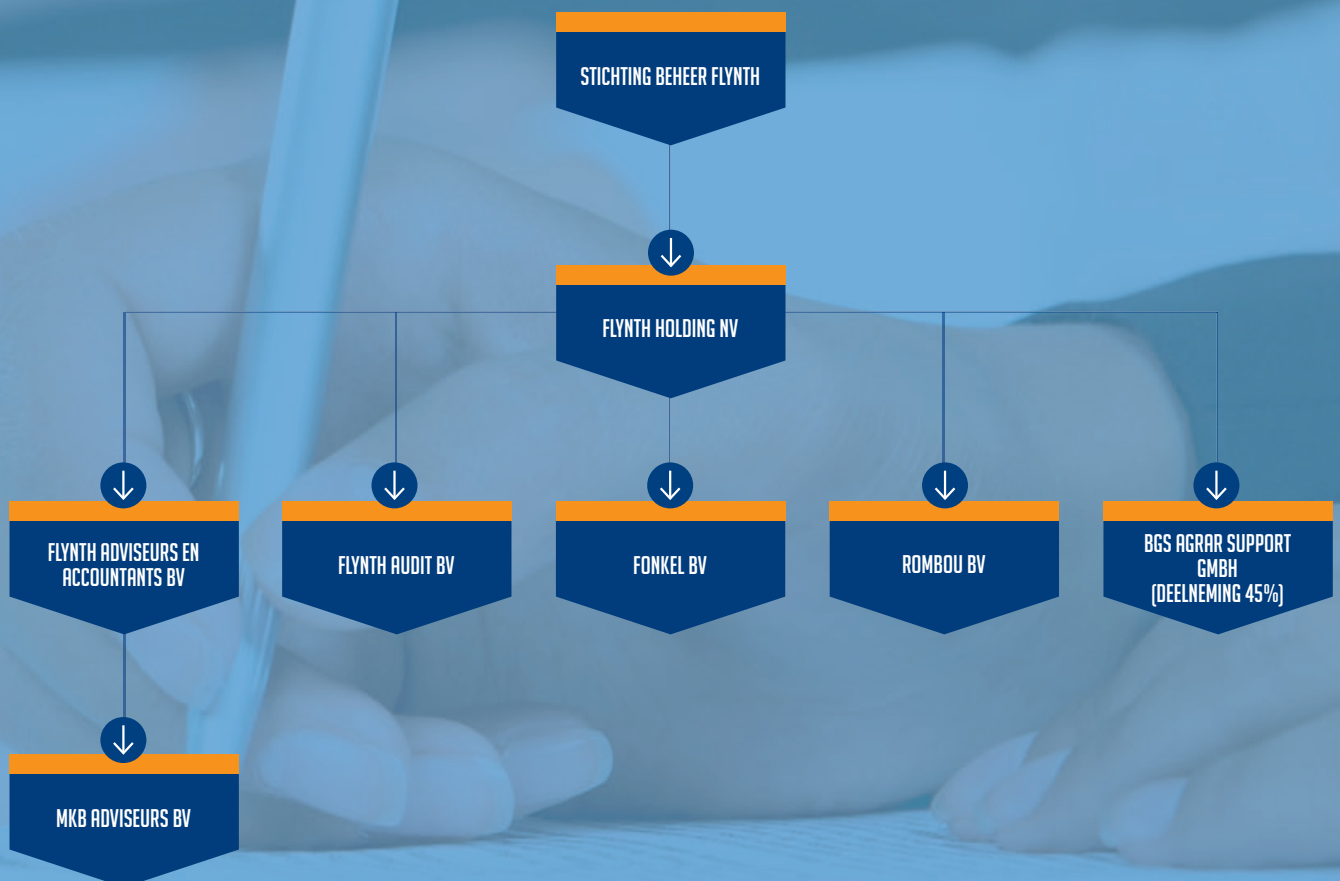 STICHTING BEHEER FLYNTH
FLYNTH HOLDING NV
FLYNTH ADVISEURS EN
ACCOUNTANTS BV
FLYNTH AUDIT BV
FONKEL BV
ROMBOU BV
BGS AGRAR SUPPORT
GMBH
(DEELNEMING 45%)
MKB ADVISEURS BV